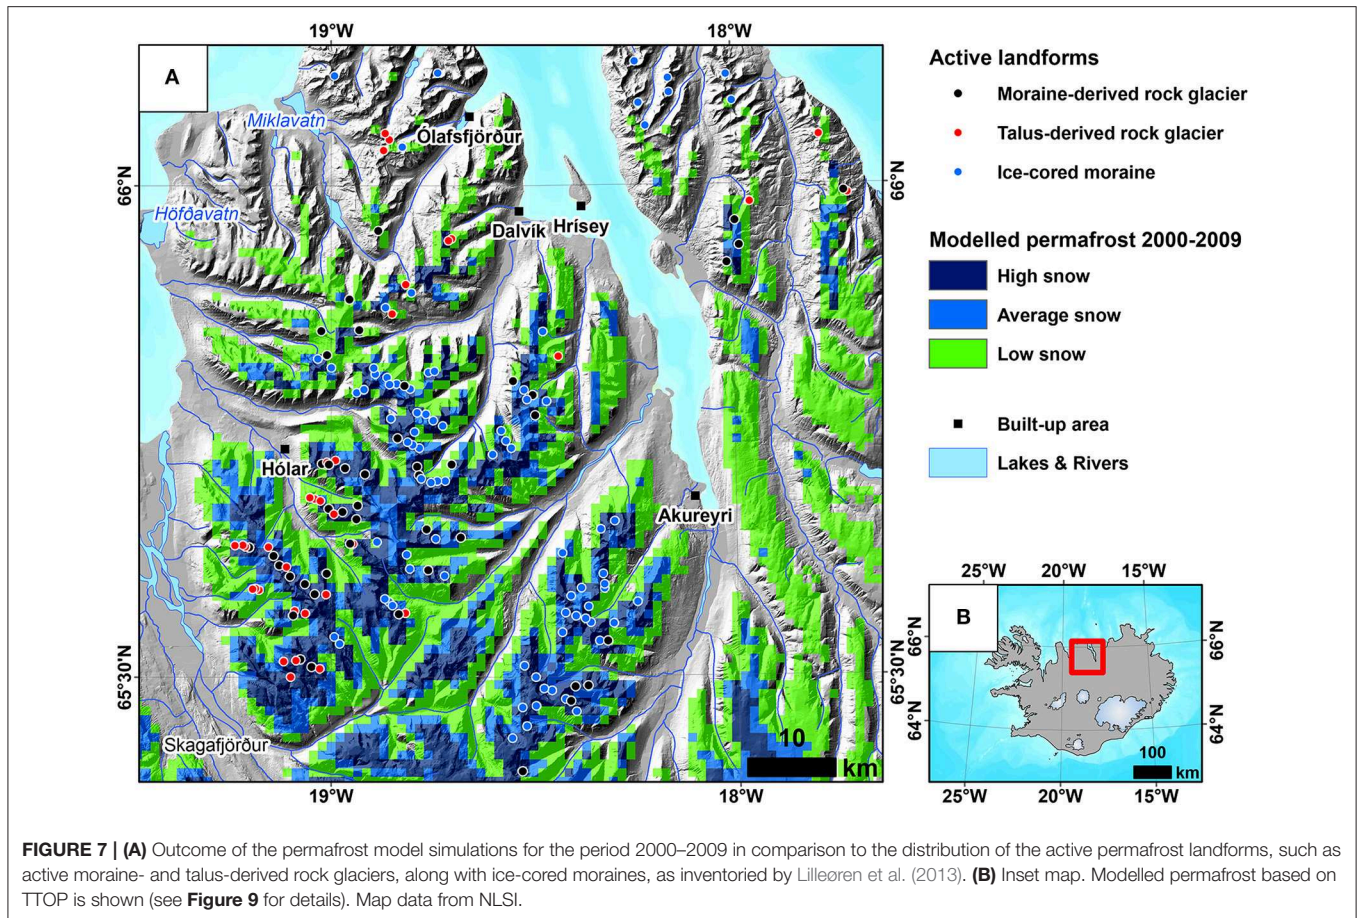 19°W
18°W
A
Miklavatn
Ólafsfjörður
66°N
66°N
Höfðavatn
Dalvík
Hrísey
Hólar
Akureyri
65°30'N
65°30'N
Skagafjörður
10
km
19°W
18°W
Active landforms
Moraine-derived rock glacier
Talus-derived rock glacier
Ice-cored moraine
Modelled permafrost 2000-2009
High snow
Average snow
Low snow
Built-up area
Lakes & Rivers
25°W
20°W
15°W
B
66°N
66°N
64°N
64°N
100
km
25°W
20°W
15°W
FIGURE 7 | (A) Outcome of the permafrost model simulations for the period 2000–2009 in comparison to the distribution of the active permafrost landforms, such as
active moraine- and talus-derived rock glaciers, along with ice-cored moraines, as inventoried by Lilleøren et al. (2013). (B) Inset map. Modelled permafrost based on
TTOP is shown (see Figure 9 for details). Map data from NLSI.